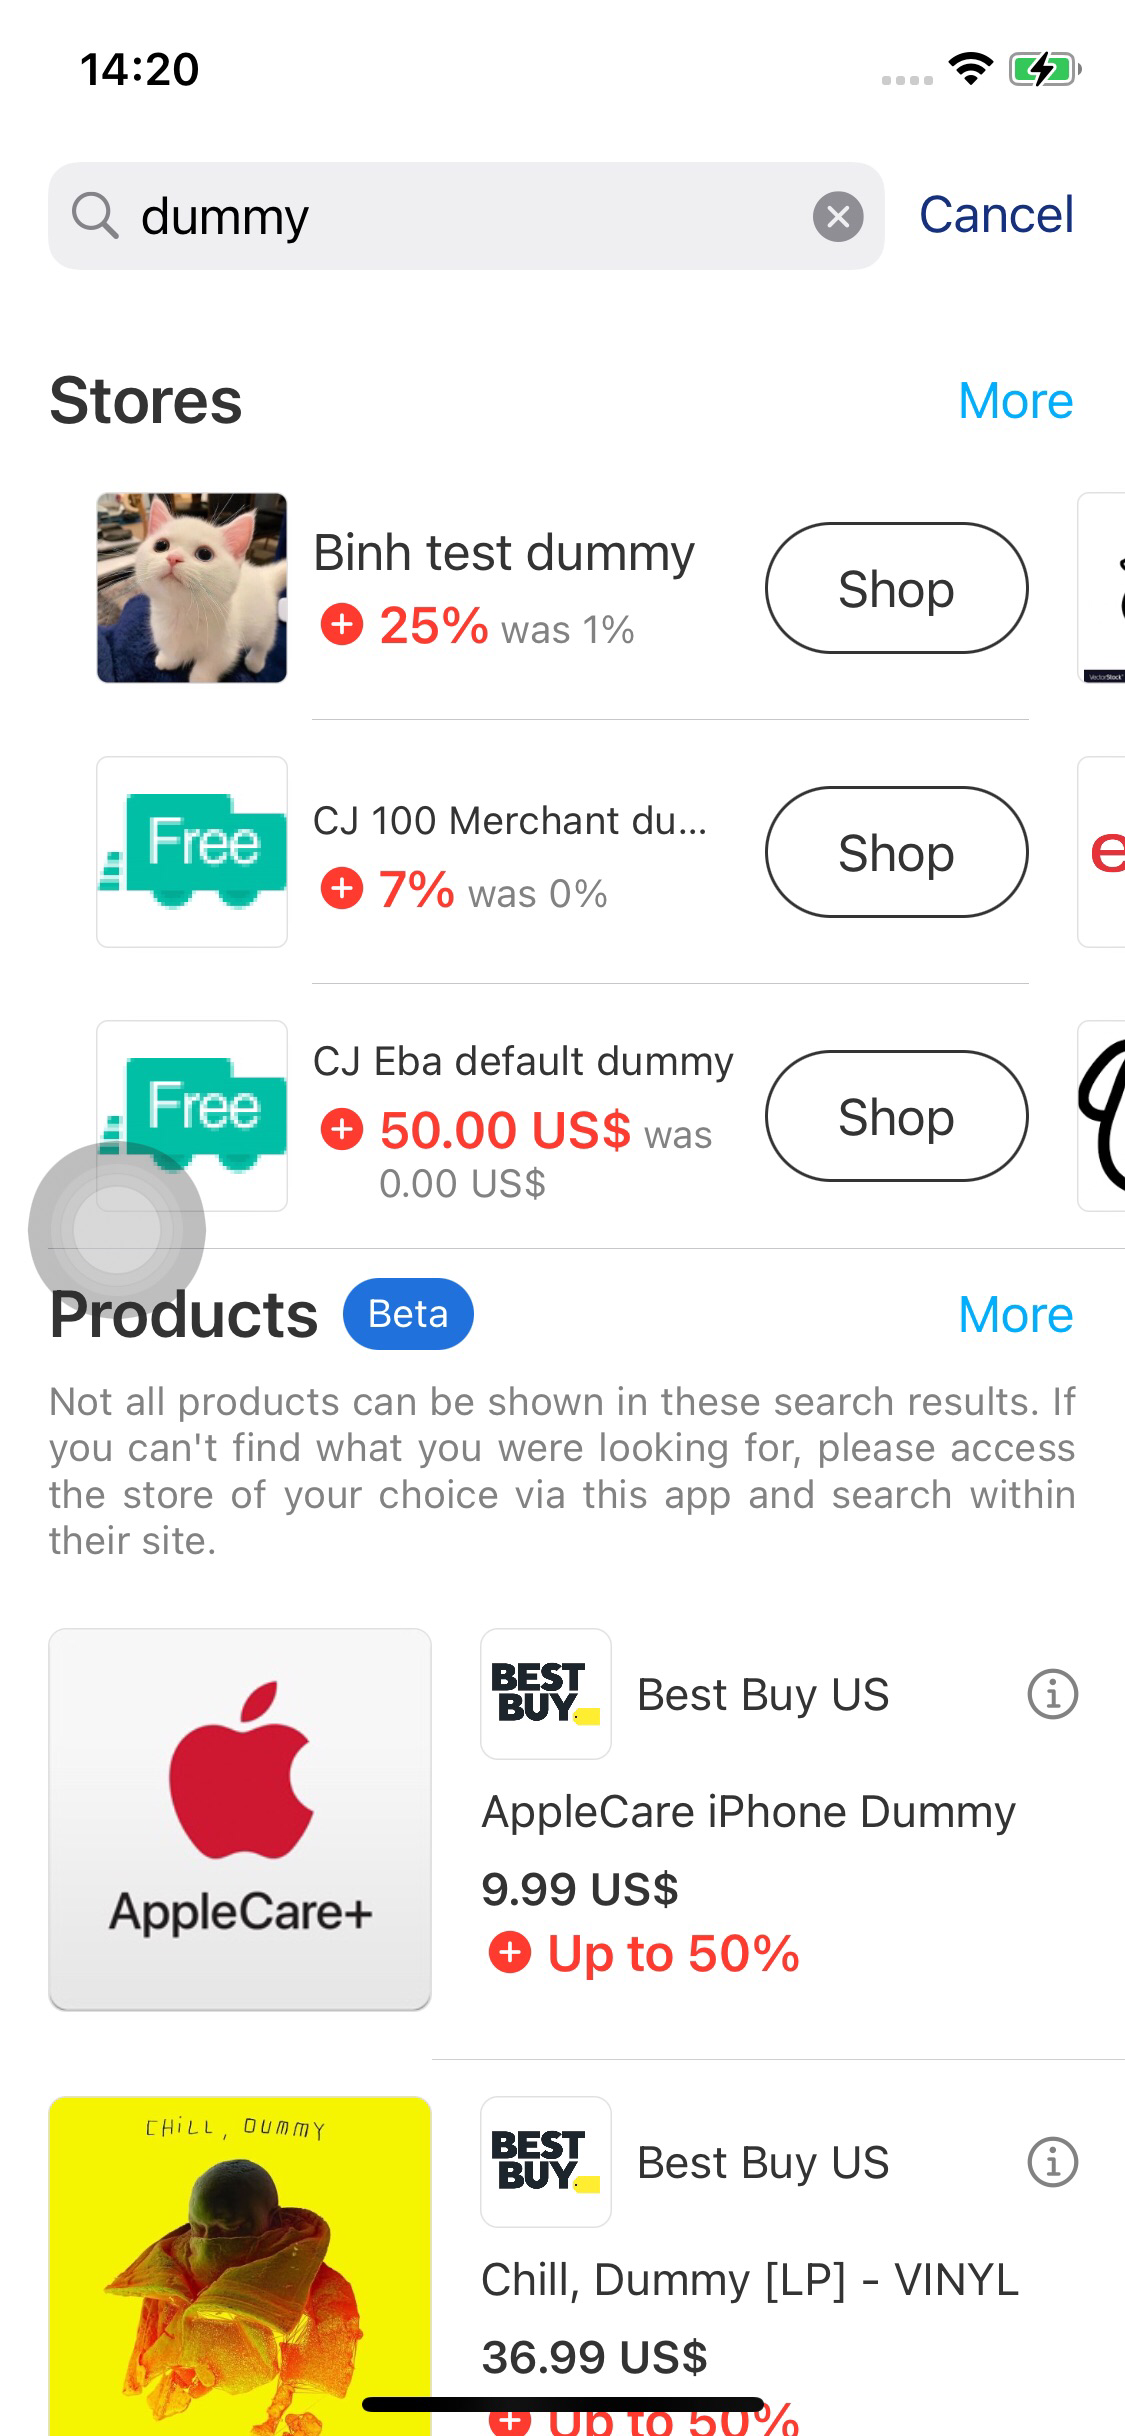 14:20
dummy
Cancel
Stores
More
Binh test dummy
25% was 1%
Shop
VectorStock
Free
CJ 100 Merchant du...
7% was 0%
Shop
e
Free
CJ Eba default dummy
50.00 US$ was
0.00 US$
Shop
Products
Beta
More
Not all products can be shown in these search results. If
you can't find what you were looking for, please access
the store of your choice via this app and search within
their site.
AppleCare+
BEST
BUY
Best Buy US
AppleCare iPhone Dummy
9.99 US$
Up to 50%
CHILL, DUMMY
BEST
BUY
Best Buy US
Chill, Dummy [LP] - VINYL
36.99 US$
Up to 50%